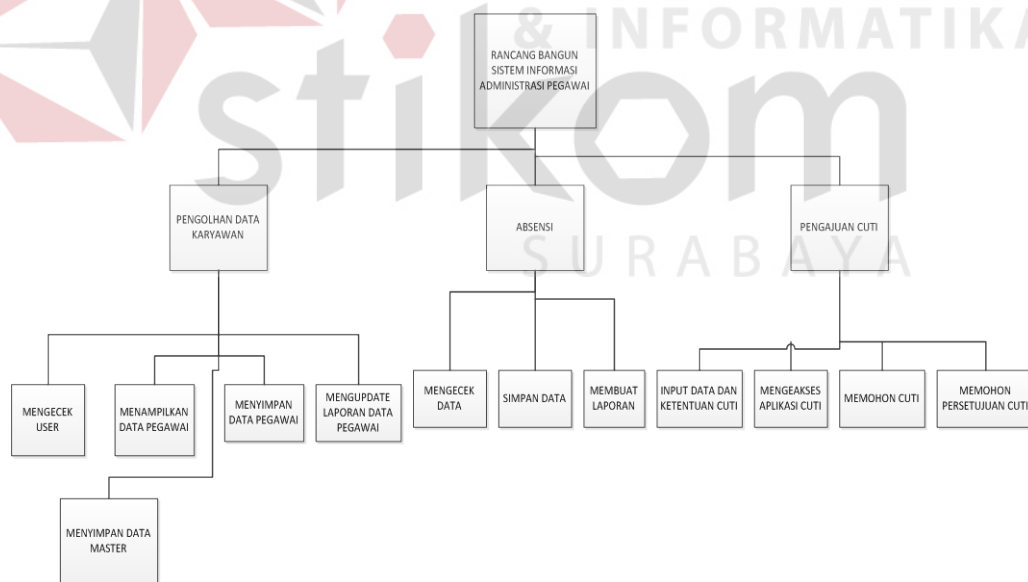 & INFORMATIKA
stikom
SURABAYA
RANCANG BANGUN
SISTEM INFORMASI
ADMINISTRASI PEGAWAI
PENGOLHAN DATA
KARYAWAN
ABSENSI
PENGAJUAN CUTI
MENGECEK
USER
MENAMPILKAN
DATA PEGAWAI
MENYIMPAN
DATA PEGAWAI
MENGUPDATE
LAPORAN DATA
PEGAWAI
MENGECEK
DATA
SIMPAN DATA
MEMBUAT
LAPORAN
INPUT DATA DAN
KETENTUAN CUTI
MENGEAKSES
APLIKASI CUTI
MEMOHON CUTI
MEMOHON
PERSETUJUAN CUTI
MENYIMPAN DATA
MASTER